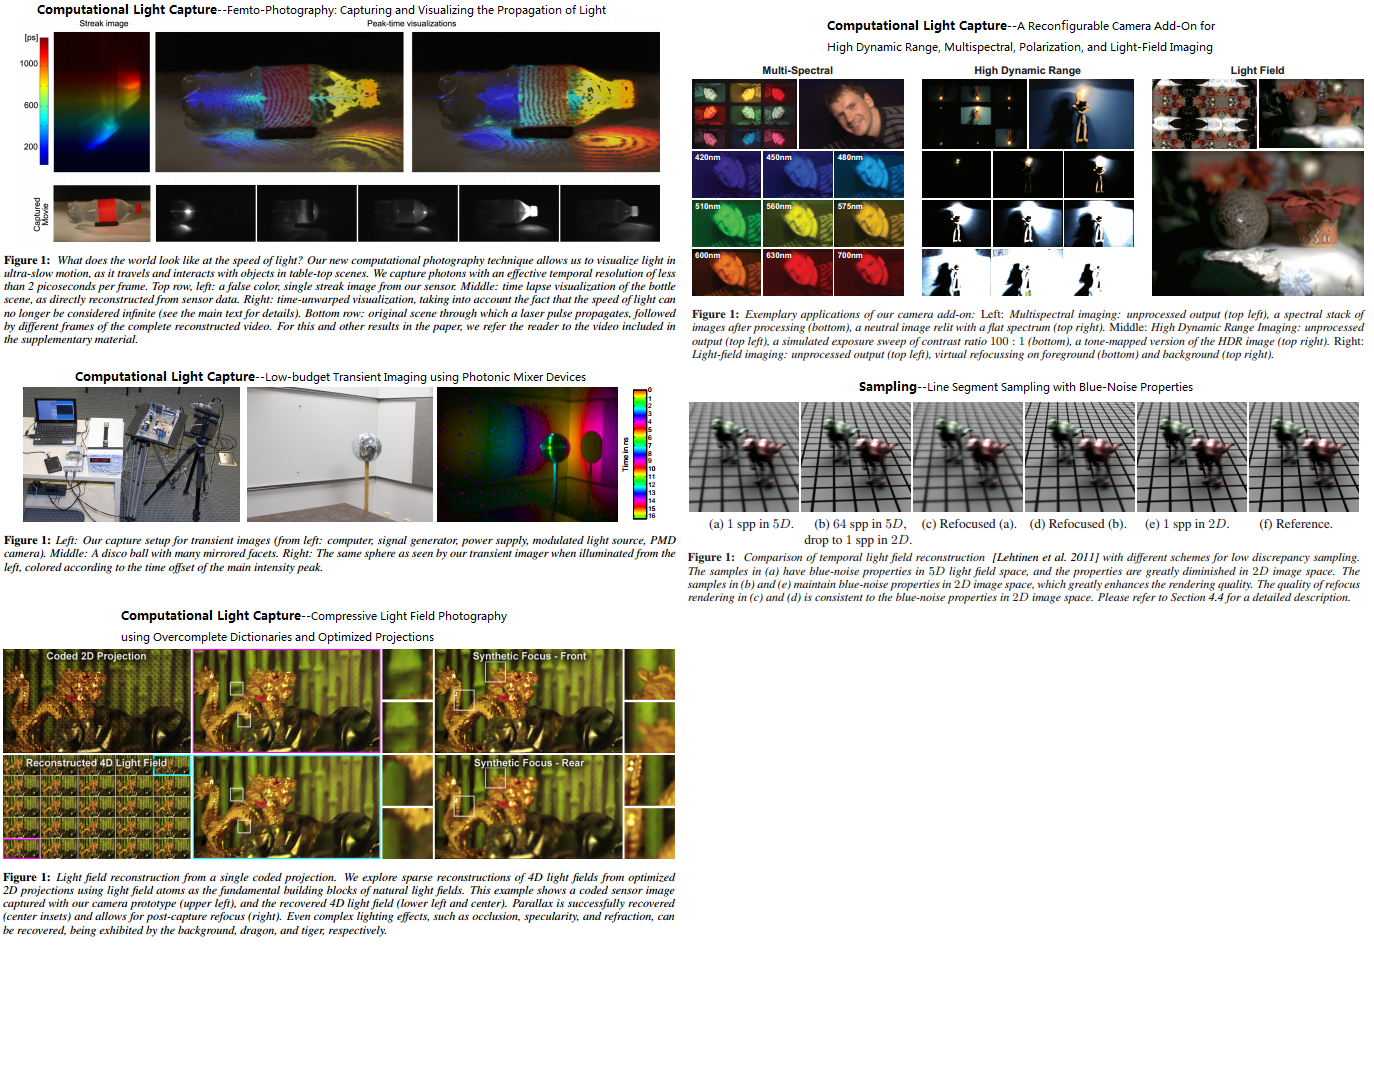 Computational Light Capture--Femto-Photography: Capturing and Visualizing the Propagation of Light
Streak image
Peak-time visualizations
[ps]
1000
600
200
Captured
Movie
Figure 1: What does the world look like at the speed of light? Our new computational photography technique allows us to visualize light in
ultra-slow motion, as it travels and interacts with objects in table-top scenes. We capture photons with an effective temporal resolution of less
than 2 picoseconds per frame. Top row, left: a false color, single streak image from our sensor. Middle: time lapse visualization of the bottle
scene, as directly reconstructed from sensor data. Right: time-unwarped visualization, taking into account the fact that the speed of light can
no longer be considered infinite (see the main text for details). Bottom row: original scene through which a laser pulse propagates, followed
by different frames of the complete reconstructed video. For this and other results in the paper, we refer the reader to the video included in
the supplementary material.
Computational Light Capture--Low-budget Transient Imaging using Photonic Mixer Devices
Time in ns
0
1
2
3
4
5
6
7
8
9
10
11
12
13
14
15
16
Figure 1: Left: Our capture setup for transient images (from left: computer, signal generator, power supply, modulated light source, PMD
camera). Middle: A disco ball with many mirrored facets. Right: The same sphere as seen by our transient imager when illuminated from the
left, colored according to the time offset of the main intensity peak.
Computational Light Capture--Compressive Light Field Photography
using Overcomplete Dictionaries and Optimized Projections
Coded 2D Projection
Synthetic Focus - Front
Reconstructed 4D Light Field
Synthetic Focus - Rear
Figure 1: Light field reconstruction from a single coded projection. We explore sparse reconstructions of 4D light fields from optimized
2D projections using light field atoms as the fundamental building blocks of natural light fields. This example shows a coded sensor image
captured with our camera prototype (upper left), and the recovered 4D light field (lower left and center). Parallax is successfully recovered
(center insets) and allows for post-capture refocus (right). Even complex lighting effects, such as occlusion, specularity, and refraction, can
be recovered, being exhibited by the background, dragon, and tiger, respectively.
Computational Light Capture--A Reconfigurable Camera Add-On for
High Dynamic Range, Multispectral, Polarization, and Light-Field Imaging
Multi-Spectral
High Dynamic Range
Light Field
420nm
450nm
480nm
510nm
560nm
575nm
600nm
630nm
700nm
Figure 1: Exemplary applications of our camera add-on: Left: Multispectral imaging: unprocessed output (top left), a spectral stack of
images after processing (bottom), a neutral image relit with a flat spectrum (top right). Middle: High Dynamic Range Imaging: unprocessed
output (top left), a simulated exposure sweep of contrast ratio 100 : 1 (bottom), a tone-mapped version of the HDR image (top right). Right:
Light-field imaging: unprocessed output (top left), virtual refocussing on foreground (bottom) and background (top right).
Sampling--Line Segment Sampling with Blue-Noise Properties
(a) 1 spp in 5D.
(b) 64 spp in 5D,
drop to 1 spp in 2D.
(c) Refocused (a).
(d) Refocused (b).
(e) 1 spp in 2D.
(f) Reference.
Figure 1: Comparison of temporal light field reconstruction [Lehtinen et al. 2011] with different schemes for low discrepancy sampling.
The samples in (a) have blue-noise properties in 5D light field space, and the properties are greatly diminished in 2D image space. The
samples in (b) and (e) maintain blue-noise properties in 2D image space, which greatly enhances the rendering quality. The quality of refocus
rendering in (c) and (d) is consistent to the blue-noise properties in 2D image space. Please refer to Section 4.4 for a detailed description.